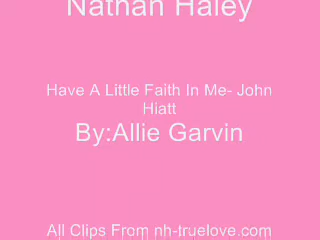 Nathan Haley
Have A Little Faith In Me- John
Hiatt
By:Allie Garvin
All Clips From nh-truelove.com